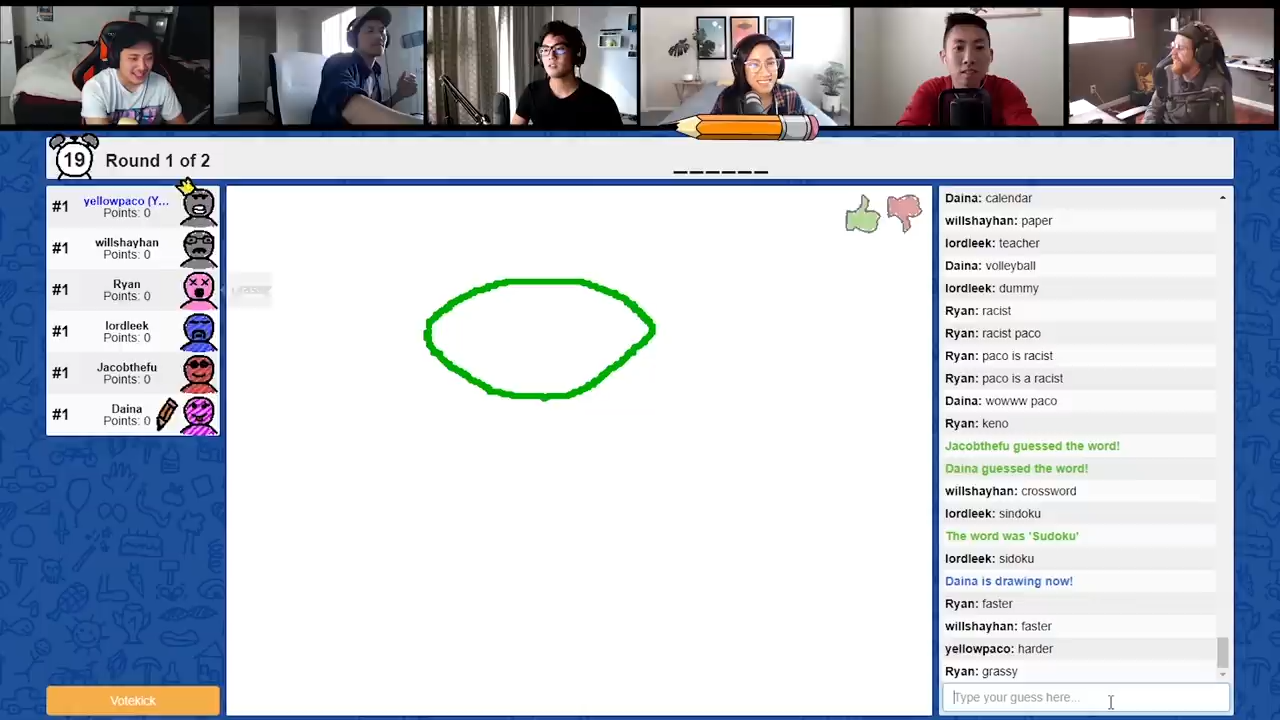 19
Round 1 of 2
______
#1
yellowpaco (Y...
Points: 0
#1
willshayhan
Points: 0
#1
Ryan
Points: 0
#1
lordleek
Points: 0
#1
Jacobthefu
Points: 0
#1
Daina
Points: 0
Votekick
Daina: calendar
willshayhan: paper
lordleek: teacher
Daina: volleyball
lordleek: dummy
Ryan: racist
Ryan: racist paco
Ryan: paco is racist
Ryan: paco is a racist
Daina: wowww paco
Ryan: keno
Jacobthefu guessed the word!
Daina guessed the word!
willshayhan: crossword
lordleek: sindoku
The word was 'Sudoku'
lordleek: sidoku
Daina is drawing now!
Ryan: faster
willshayhan: faster
yellowpaco: harder
Ryan: grassy
Type your guess here...